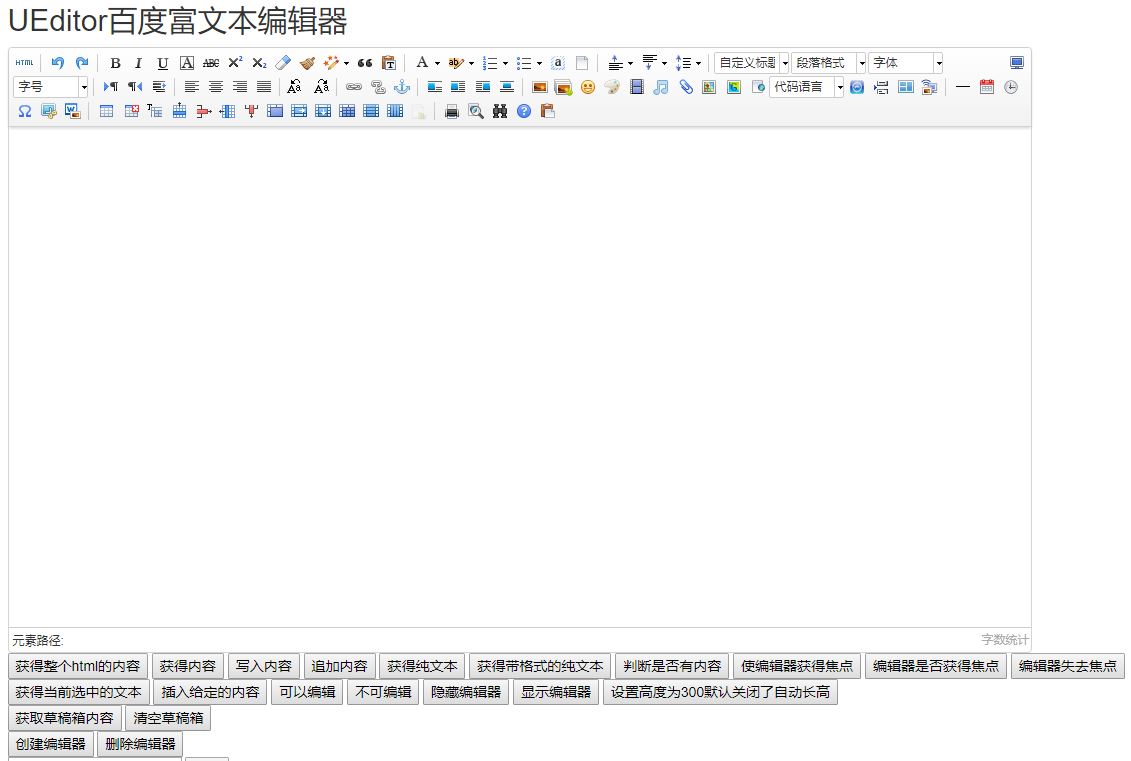 UEditor百度富文本编辑器
HTML B I U A ABC X² X₂ A ab a 自定义标题 段落格式 字体
字号 Aa Aa 代码语言
Ω
元素路径: 字数统计
获得整个html的内容 获得内容 写入内容 追加内容 获得纯文本 获得带格式的纯文本 判断是否有内容 使编辑器获得焦点 编辑器是否获得焦点 编辑器失去焦点
获得当前选中的文本 插入给定的内容 可以编辑 不可编辑 隐藏编辑器 显示编辑器 设置高度为300默认关闭了自动长高
获取草稿箱内容 清空草稿箱
创建编辑器 删除编辑器